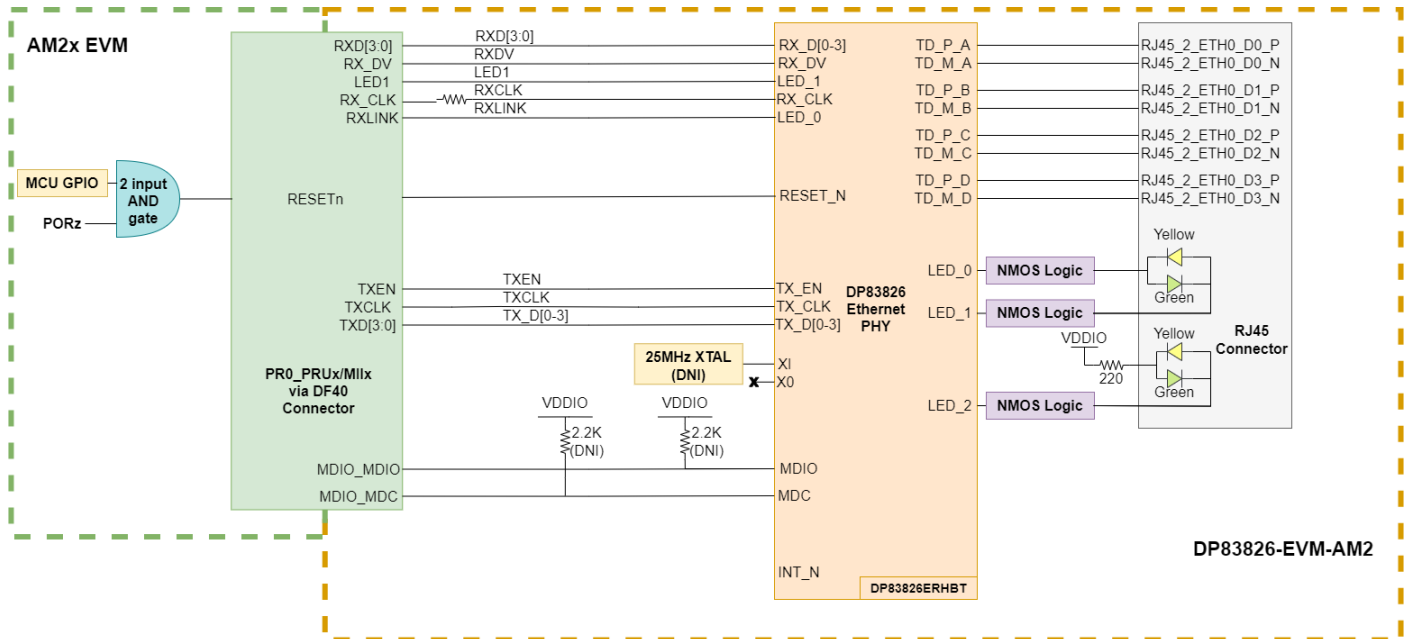 AM2x EVM
MCU GPIO
PORz
2 input
AND
gate
RXD[3:0]
RX_DV
LED1
RX_CLK
RXLINK
RESETn
TXEN
TXCLK
TXD[3:0]
PR0_PRUx/MIIx
via DF40
Connector
MDIO_MDIO
MDIO_MDC
RXD[3:0]
RXDV
LED1
RXCLK
RXLINK
TXEN
TXCLK
TX_D[0-3]
25MHz XTAL
(DNI)
VDDIO
2.2K
(DNI)
VDDIO
2.2K
(DNI)
RX_D[0-3]
RX_DV
LED_1
RX_CLK
LED_0
RESET_N
TX_EN
TX_CLK
TX_D[0-3]
XI
X0
MDIO
MDC
INT_N
DP83826
Ethernet
PHY
DP83826ERHBT
TD_P_A
TD_M_A
TD_P_B
TD_M_B
TD_P_C
TD_M_C
TD_P_D
TD_M_D
LED_0
LED_1
LED_2
NMOS Logic
NMOS Logic
NMOS Logic
RJ45_2_ETH0_D0_P
RJ45_2_ETH0_D0_N
RJ45_2_ETH0_D1_P
RJ45_2_ETH0_D1_N
RJ45_2_ETH0_D2_P
RJ45_2_ETH0_D2_N
RJ45_2_ETH0_D3_P
RJ45_2_ETH0_D3_N
Yellow
Green
VDDIO
220
Yellow
Green
RJ45
Connector
DP83826-EVM-AM2